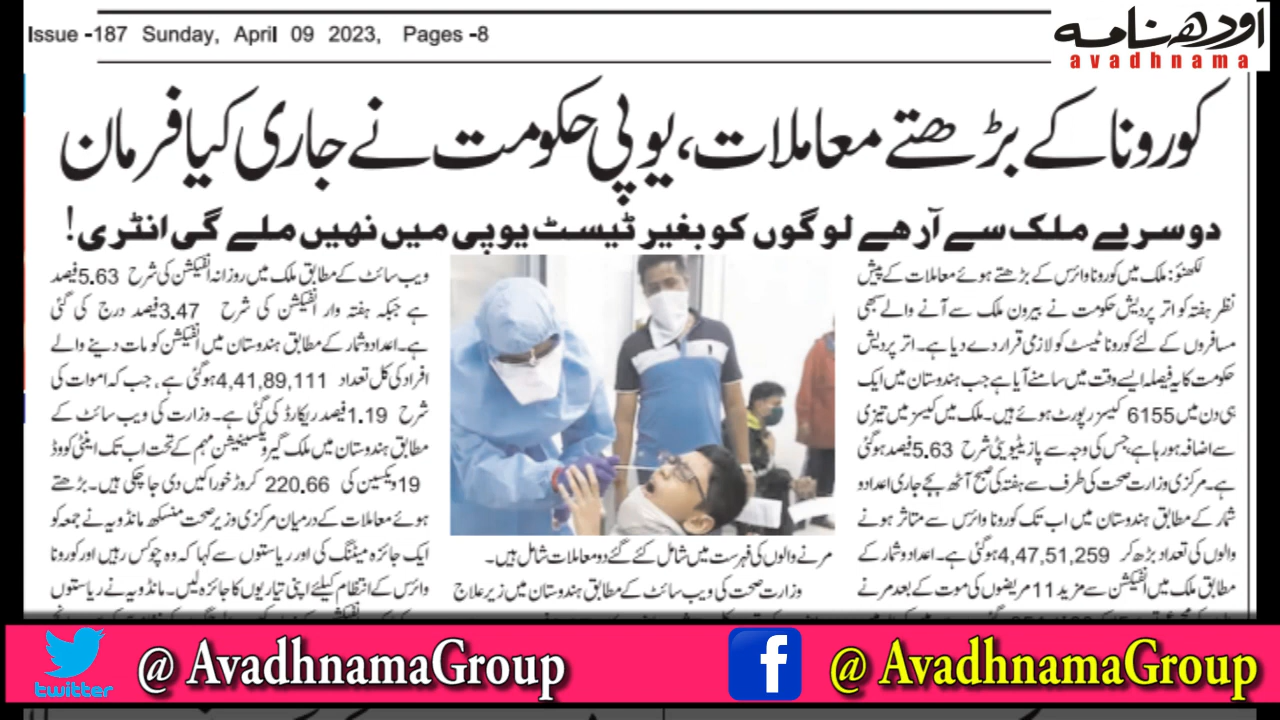 Issue -187 Sunday, April 09 2023, Pages -8
اودھ نامہ
avadhnama
کورونا کے بڑھتے معاملات، یوپی حکومت نے جاری کیا فرمان
دوسرے ملک سے آرہے لوگوں کو بغیر ٹیسٹ یوپی میں نہیں ملے گی انٹری!
لکھنؤ: ملک میں کورونا وائرس کے بڑھتے ہوئے معاملات کے پیش
نظر ہفتہ کو اتر پردیش حکومت نے بیرون ملک سے آنے والے سبھی
مسافروں کے لئے کورونا ٹیسٹ کو لازمی قرار دے دیا ہے۔ اتر پردیش
حکومت کا یہ فیصلہ ایسے وقت میں سامنے آیا ہے جب ہندوستان میں ایک
ہی دن میں 6155 کیسز رپورٹ ہوئے ہیں۔ ملک میں کیسز میں تیزی
سے اضافہ ہو رہا ہے، جس کی وجہ سے پازیٹیویٹی شرح 5.63 فیصد ہو گئی
ہے۔ مرکزی وزارت صحت کی طرف سے ہفتہ کی صبح آٹھ بجے جاری اعداد و
شمار کے مطابق ہندوستان میں اب تک کورونا وائرس سے متاثر ہونے
والوں کی تعداد بڑھ کر 4,47,51,259 ہو گئی ہے۔ اعداد و شمار کے
مطابق ملک میں انفیکشن سے مزید 11 مریضوں کی موت کے بعد مرنے
مرنے والوں کی فہرست میں شامل کئے گئے دو معاملات شامل ہیں۔
وزارت صحت کی ویب سائٹ کے مطابق ہندوستان میں زیر علاج
ویب سائٹ کے مطابق ملک میں روزانہ انفیکشن کی شرح 5.63 فیصد
ہے جبکہ ہفتہ وار انفیکشن کی شرح 3.47 فیصد درج کی گئی
ہے۔ اعداد و شمار کے مطابق ہندوستان میں انفیکشن کو مات دینے والے
افراد کی کل تعداد 4,41,89,111 ہو گئی ہے، جب کہ اموات کی
شرح 1.19 فیصد ریکارڈ کی گئی ہے۔ وزارت کی ویب سائٹ کے
مطابق ہندوستان میں ملک گیر ویکسینیشن مہم کے تحت اب تک اینٹی کووڈ
19 ویکسین کی 220.66 کروڑ خوراکیں دی جا چکی ہیں۔ بڑھتے
ہوئے معاملات کے درمیان مرکزی وزیر صحت منسکھ مانڈویہ نے جمعہ کو
ایک جائزہ میٹنگ کی اور ریاستوں سے کہا کہ وہ چوکس رہیں اور کورونا
وائرس کے انتظام کیلئے اپنی تیاریوں کا جائزہ لیں۔ مانڈویہ نے ریاستوں
twitter
@ AvadhnamaGroup
f
@ AvadhnamaGroup